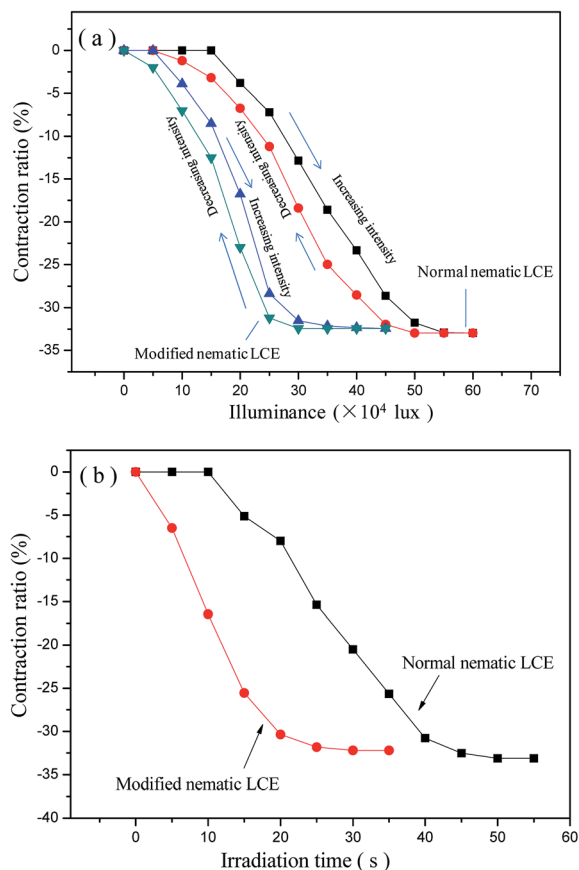 ( a )
0
-5
-10
-15
-20
-25
-30
-35
Contraction ratio (%)
Decreasing intensity
Increasing intensity
Decreasing intensity
Increasing intensity
Normal nematic LCE
Modified nematic LCE
0 10 20 30 40 50 60 70
Illuminance (×10⁴ lux)
( b )
0
-5
-10
-15
-20
-25
-30
-35
-40
Contraction ratio (%)
Normal nematic LCE
Modified nematic LCE
0 10 20 30 40 50 60
Irradiation time ( s )